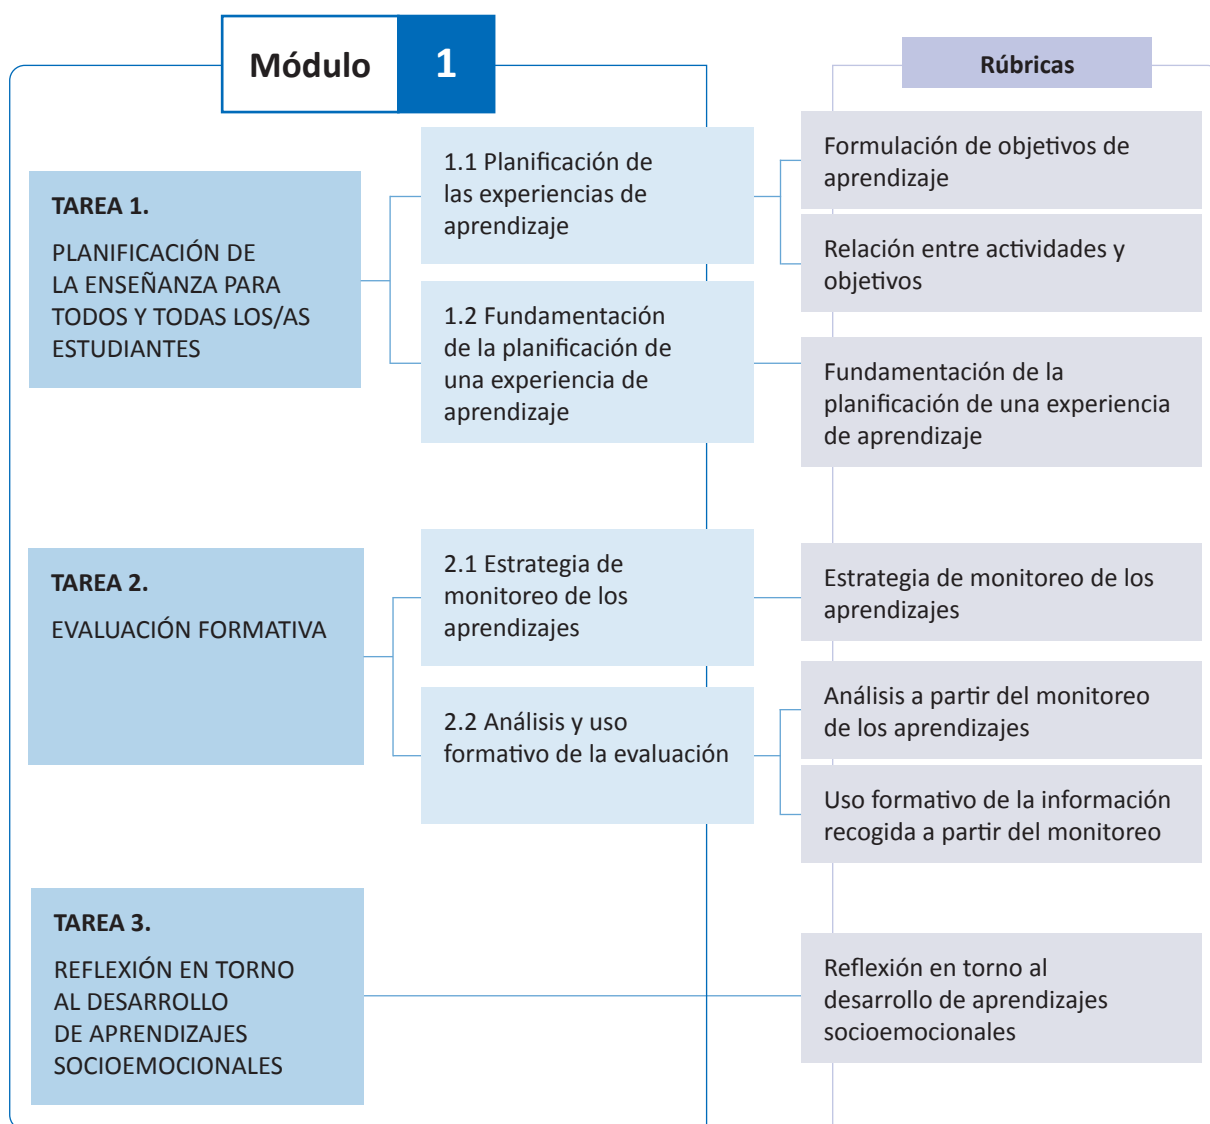 Módulo 1
Rúbricas
TAREA 1.
PLANIFICACIÓN DE
LA ENSEÑANZA PARA
TODOS Y TODAS LOS/AS
ESTUDIANTES
1.1 Planificación de
las experiencias de
aprendizaje
Formulación de objetivos de
aprendizaje
Relación entre actividades y
objetivos
1.2 Fundamentación
de la planificación de
una experiencia de
aprendizaje
Fundamentación de la
planificación de una experiencia
de aprendizaje
TAREA 2.
EVALUACIÓN FORMATIVA
2.1 Estrategia de
monitoreo de los
aprendizajes
Estrategia de monitoreo de los
aprendizajes
2.2 Análisis y uso
formativo de la evaluación
Análisis a partir del monitoreo
de los aprendizajes
Uso formativo de la información
recogida a partir del monitoreo
TAREA 3.
REFLEXIÓN EN TORNO
AL DESARROLLO
DE APRENDIZAJES
SOCIOEMOCIONALES
Reflexión en torno al
desarrollo de aprendizajes
socioemocionales